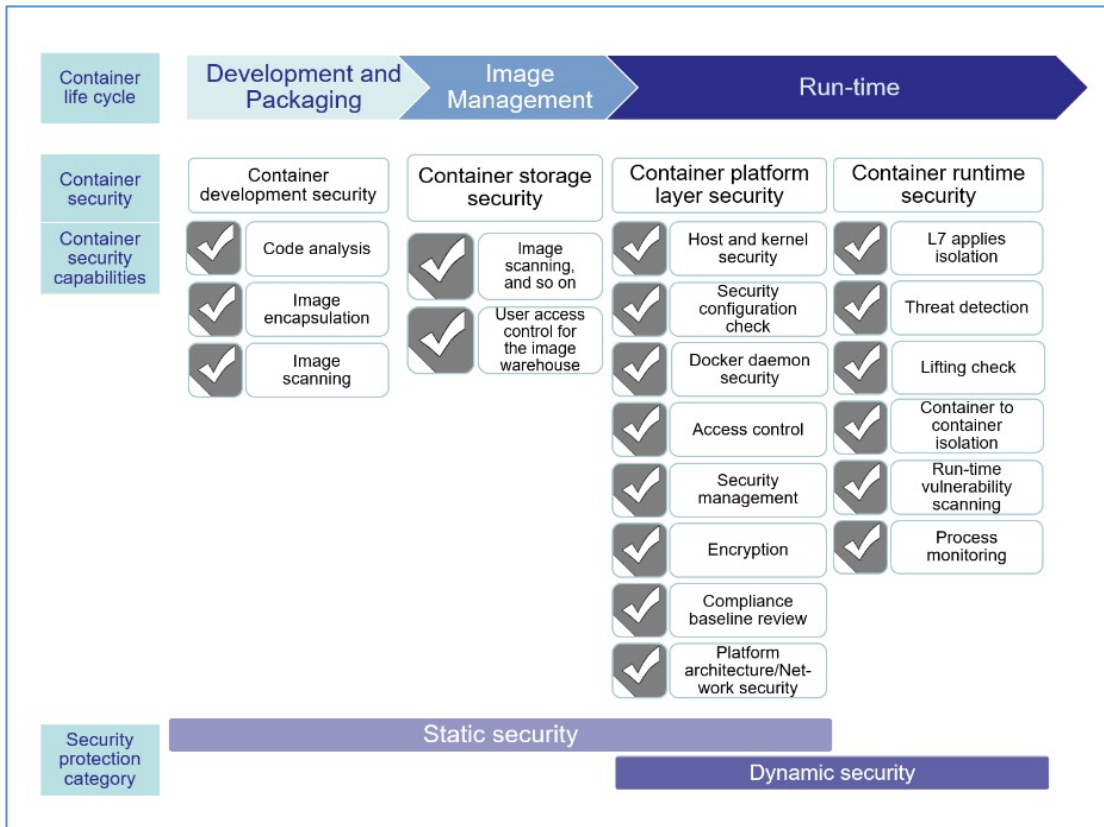 Container
life cycle
Development and
Packaging
Image
Management
Run-time
Container
security
Container
development security
Container storage
security
Container platform
layer security
Container runtime
security
Container
security
capabilities
Code analysis
Image
encapsulation
Image
scanning
Image
scanning,
and so on
User access
control for
the image
warehouse
Host and kernel
security
Security
configuration
check
Docker daemon
security
Access control
Security
management
Encryption
Compliance
baseline review
Platform
architecture/Net-
work security
L7 applies
isolation
Threat detection
Lifting check
Container to
container
isolation
Run-time
vulnerability
scanning
Process
monitoring
Security
protection
category
Static security
Dynamic security